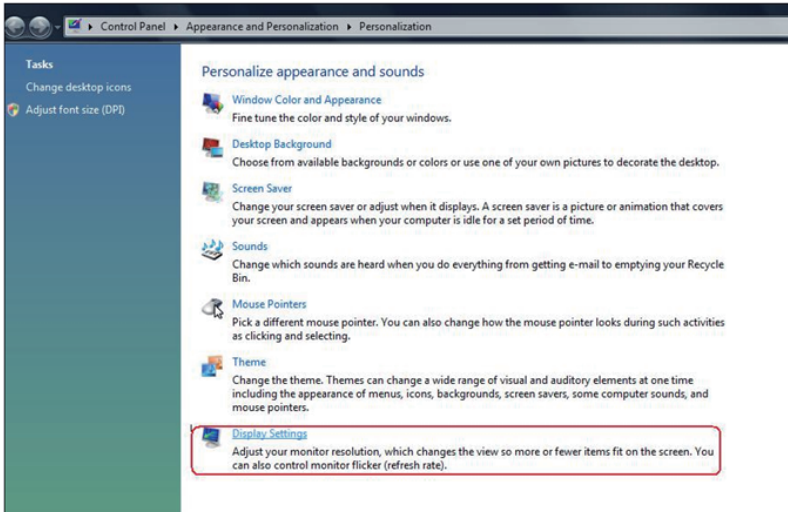 Control Panel ▸ Appearance and Personalization ▸ Personalization
Tasks
Change desktop icons
Adjust font size (DPI)
Personalize appearance and sounds
Window Color and Appearance
Fine tune the color and style of your windows.
Desktop Background
Choose from available backgrounds or colors or use one of your own pictures to decorate the desktop.
Screen Saver
Change your screen saver or adjust when it displays. A screen saver is a picture or animation that covers
your screen and appears when your computer is idle for a set period of time.
Sounds
Change which sounds are heard when you do everything from getting e-mail to emptying your Recycle
Bin.
Mouse Pointers
Pick a different mouse pointer. You can also change how the mouse pointer looks during such activities
as clicking and selecting.
Theme
Change the theme. Themes can change a wide range of visual and auditory elements at one time
including the appearance of menus, icons, backgrounds, screen savers, some computer sounds, and
mouse pointers.
Display Settings
Adjust your monitor resolution, which changes the view so more or fewer items fit on the screen. You
can also control monitor flicker (refresh rate).